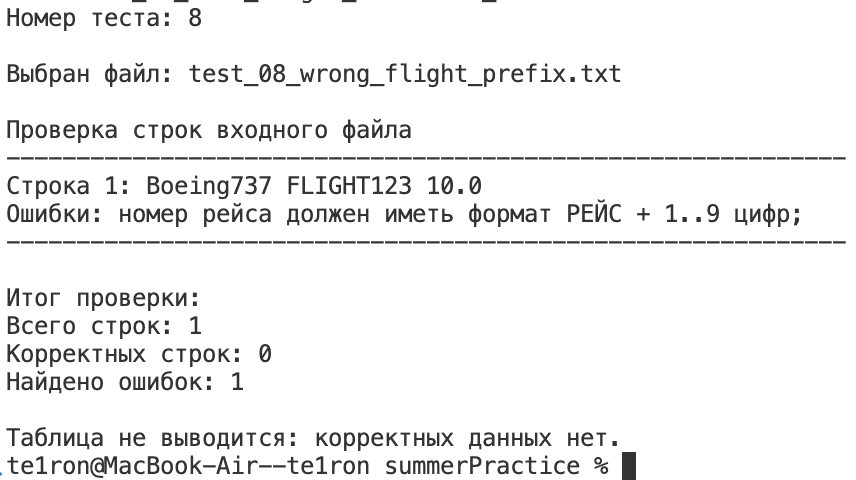 Номер теста: 8
Выбран файл: test_08_wrong_flight_prefix.txt
Проверка строк входного файла
------------------------------------------------------------
Строка 1: Boeing737 FLIGHT123 10.0
Ошибки: номер рейса должен иметь формат РЕЙС + 1..9 цифр;
------------------------------------------------------------
Итог проверки:
Всего строк: 1
Корректных строк: 0
Найдено ошибок: 1
Таблица не выводится: корректных данных нет.
te1ron@MacBook-Air--te1ron summerPractice %